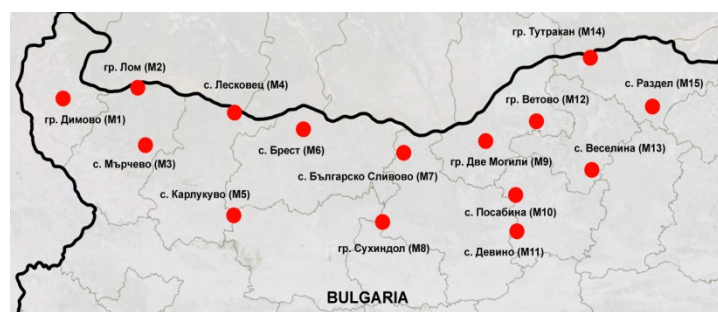 гр. Тутракан (M14)
гр. Лом (M2)
с. Лесковец (M4)
с. Раздел (M15)
гр. Димово (M1)
гр. Ветово (M12)
с. Мърчево (M3)
с. Брест (M6)
с. Веселина (M13)
гр. Две Могили (M9)
с. Българско Сливово (M7)
с. Карлуково (M5)
с. Посабина (M10)
гр. Сухиндол (M8)
с. Девино (M11)
BULGARIA